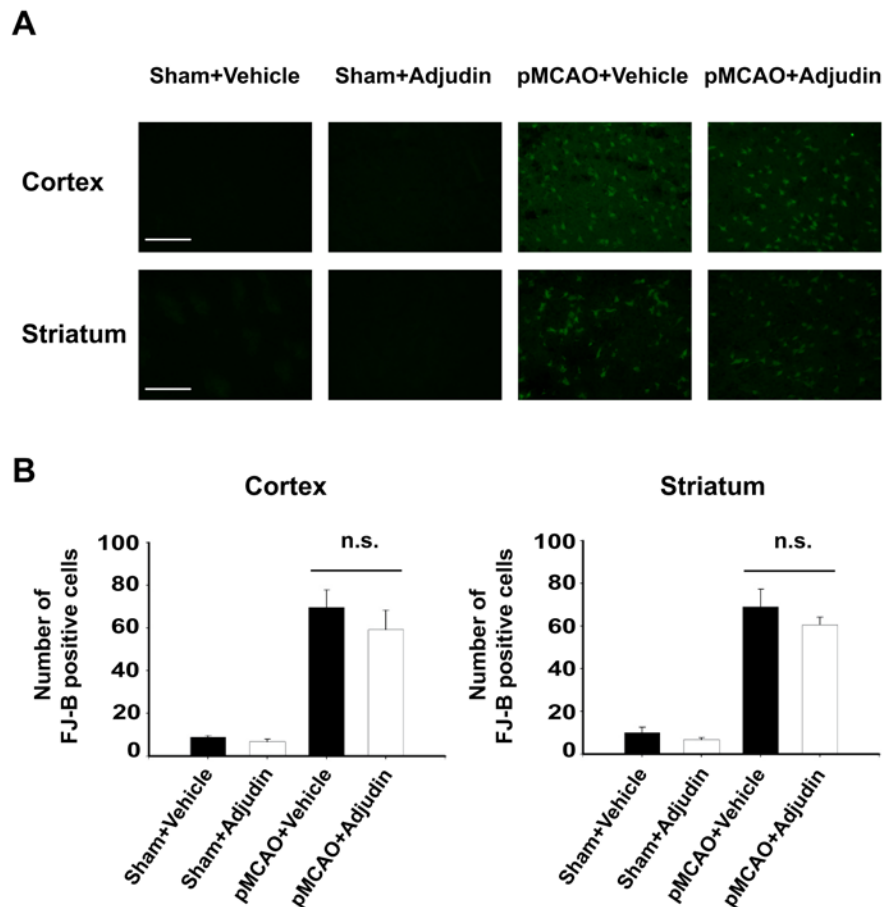 A
Sham+Vehicle Sham+Adjudin pMCAO+Vehicle pMCAO+Adjudin
Cortex
Striatum
B
Cortex
Number of
FJ-B positive cells
100
80
60
40
20
0
n.s.
Sham+Vehicle
Sham+Adjudin
pMCAO+Vehicle
pMCAO+Adjudin
Striatum
Number of
FJ-B positive cells
100
80
60
40
20
0
n.s.
Sham+Vehicle
Sham+Adjudin
pMCAO+Vehicle
pMCAO+Adjudin